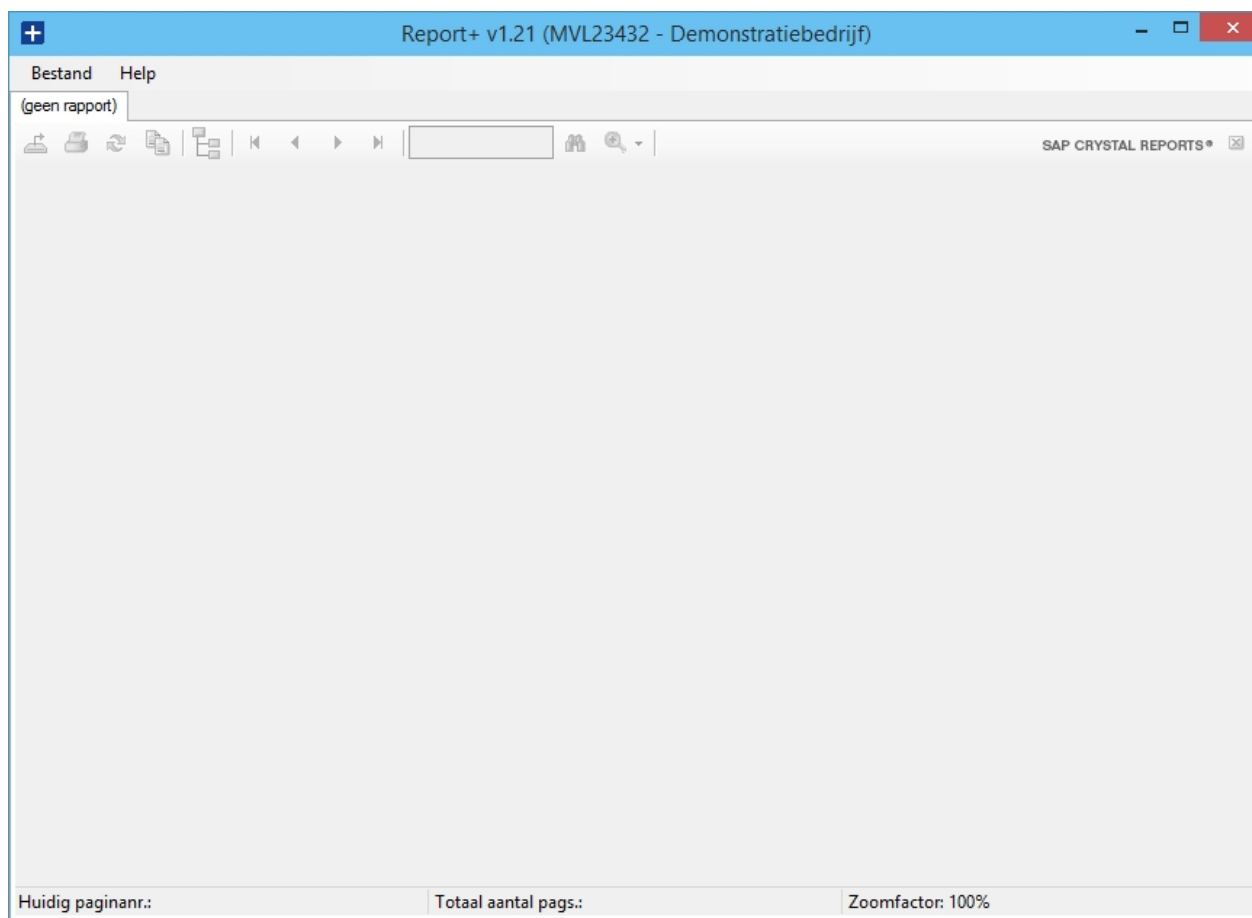 Report+ v1.21 (MVL23432 - Demonstratiebedrijf)
Bestand Help
(geen rapport)
SAP CRYSTAL REPORTS®
Huidig paginanr.: Totaal aantal pags.: Zoomfactor: 100%